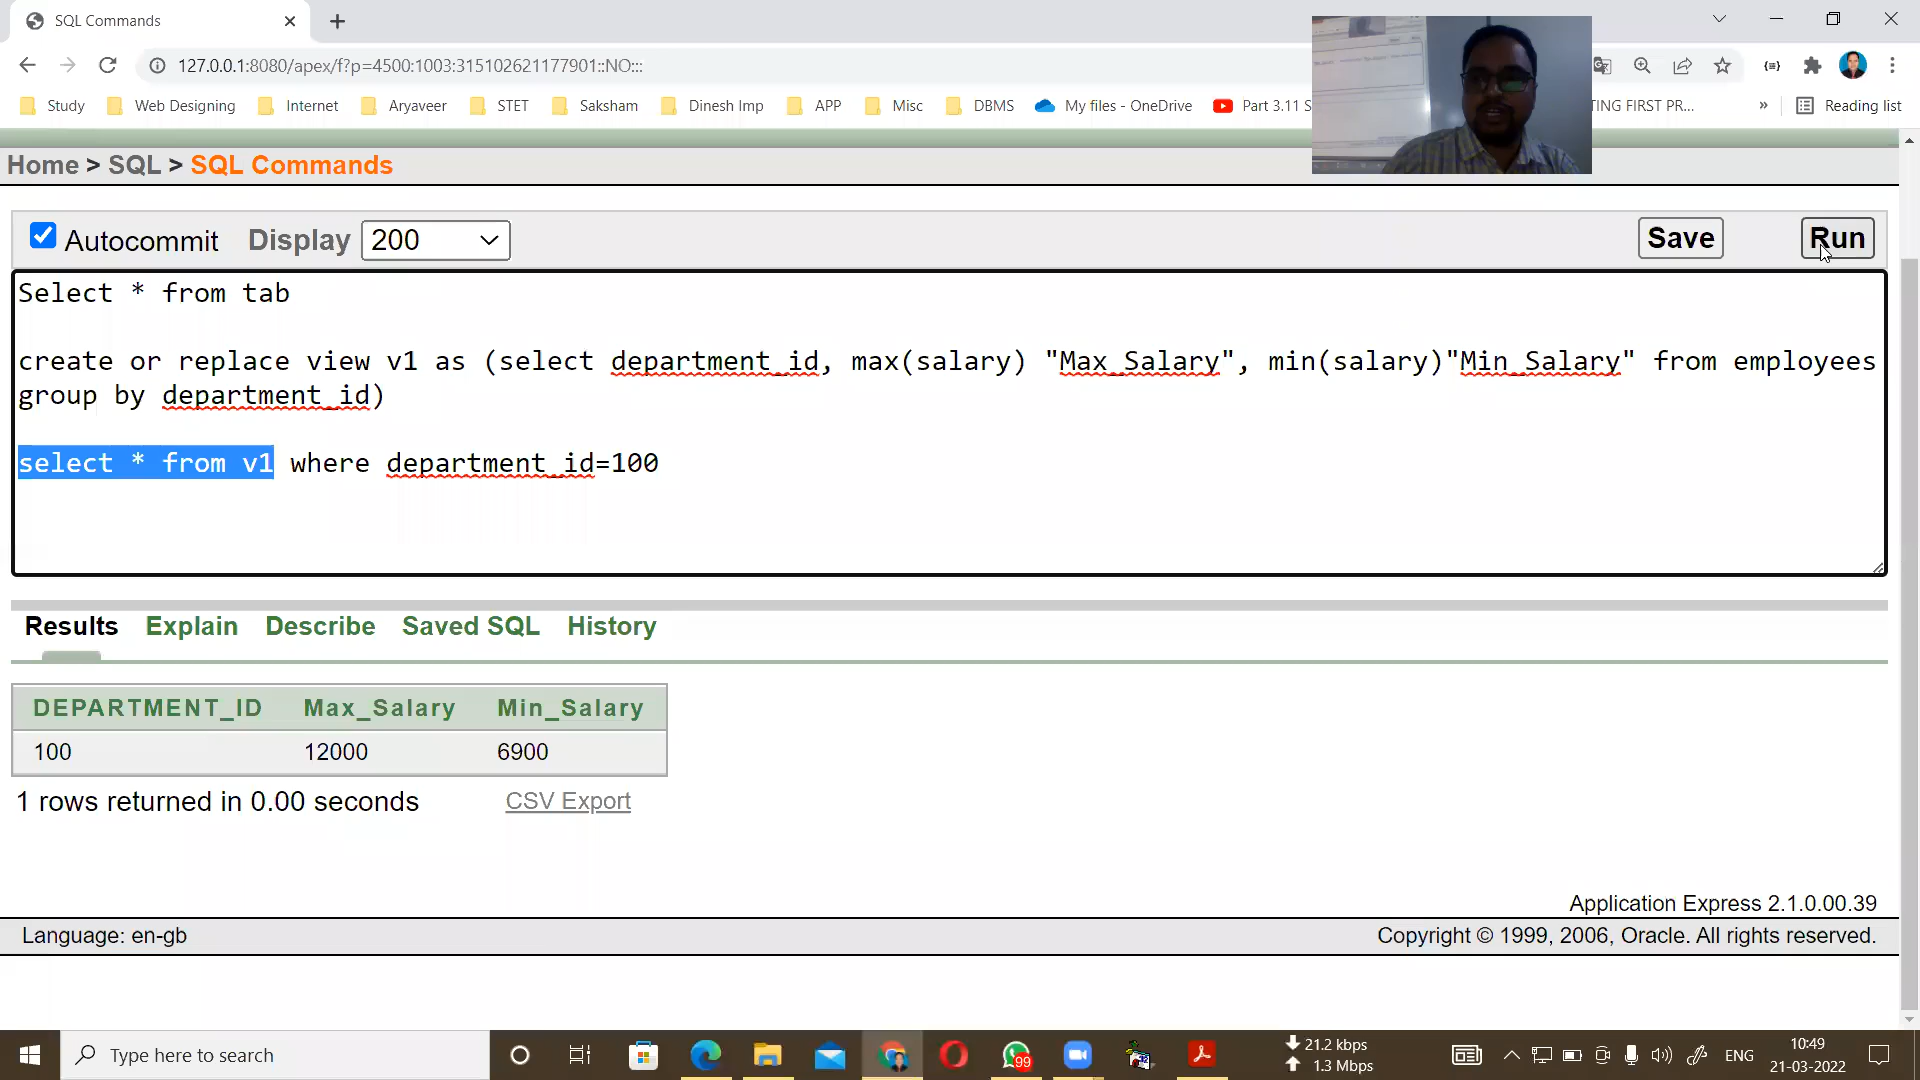 SQL Commands
127.0.0.1:8080/apex/f?p=4500:1003:315102621177901::NO:::
Study
Web Designing
Internet
Aryaveer
STET
Saksham
Dinesh Imp
APP
Misc
DBMS
My files - OneDrive
Part 3.11 S
TING FIRST PR...
»
Reading list
Home > SQL > SQL Commands
Autocommit Display 200 Save Run
Select * from tab
create or replace view v1 as (select department_id, max(salary) "Max_Salary", min(salary)"Min_Salary" from employees
group by department_id)
select * from v1 where department_id=100
Results Explain Describe Saved SQL History
DEPARTMENT_ID Max_Salary Min_Salary
100 12000 6900
1 rows returned in 0.00 seconds CSV Export
Application Express 2.1.0.00.39
Language: en-gb Copyright © 1999, 2006, Oracle. All rights reserved.
Type here to search
99
21.2 kbps
1.3 Mbps
ENG
10:49
21-03-2022